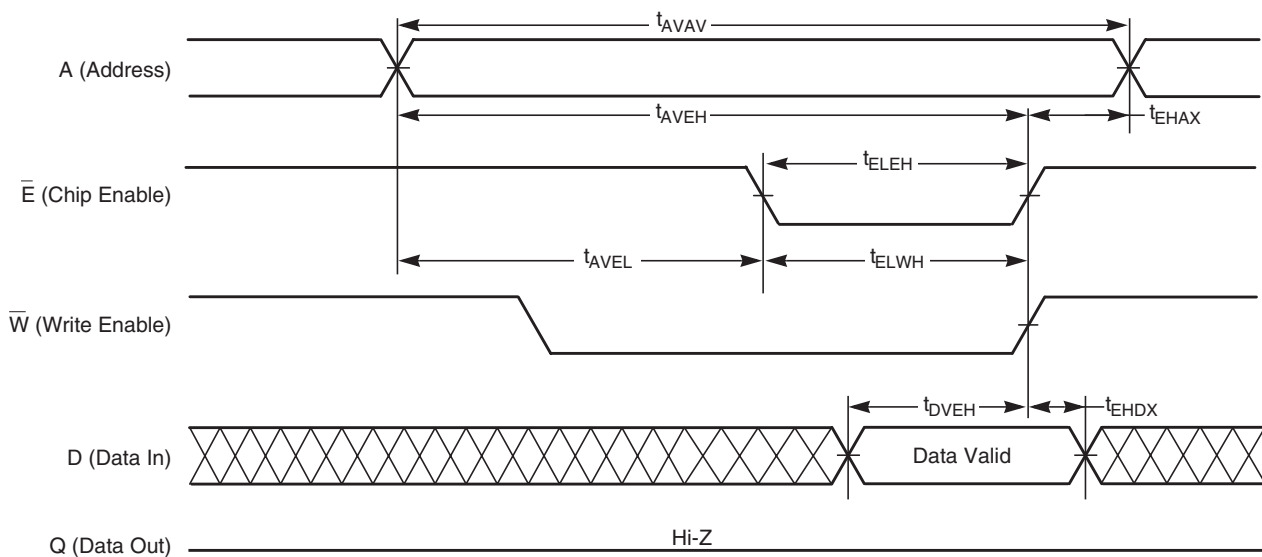 tAVAV
A (Address)
tAVEH
tEHAX
tELEH
E̅ (Chip Enable)
tAVEL
tELWH
W̅ (Write Enable)
tDVEH
tEHDX
D (Data In)
Data Valid
Hi-Z
Q (Data Out)